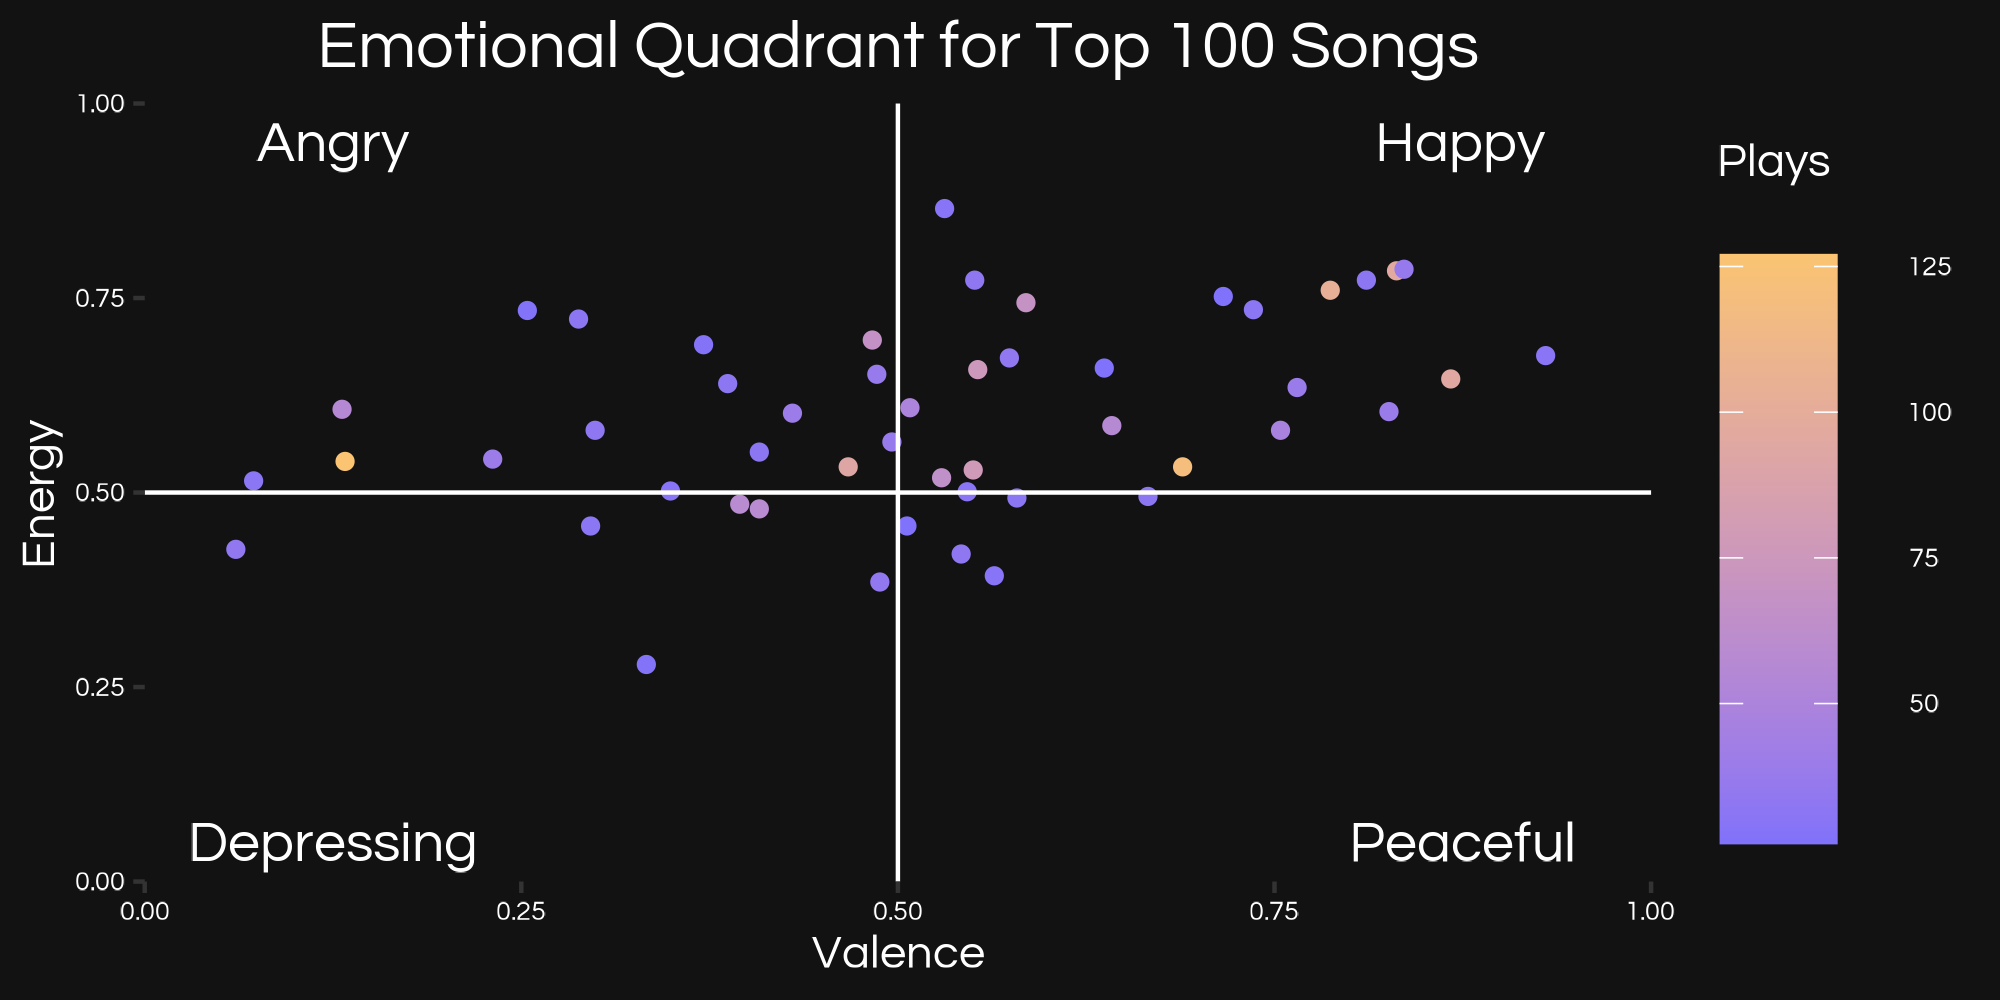 Emotional Quadrant for Top 100 Songs
1.00
Angry
Happy
Plays
125
0.75
100
Energy
0.50
75
0.25
50
Depressing
Peaceful
0.00
0.00 0.25 0.50 0.75 1.00
Valence